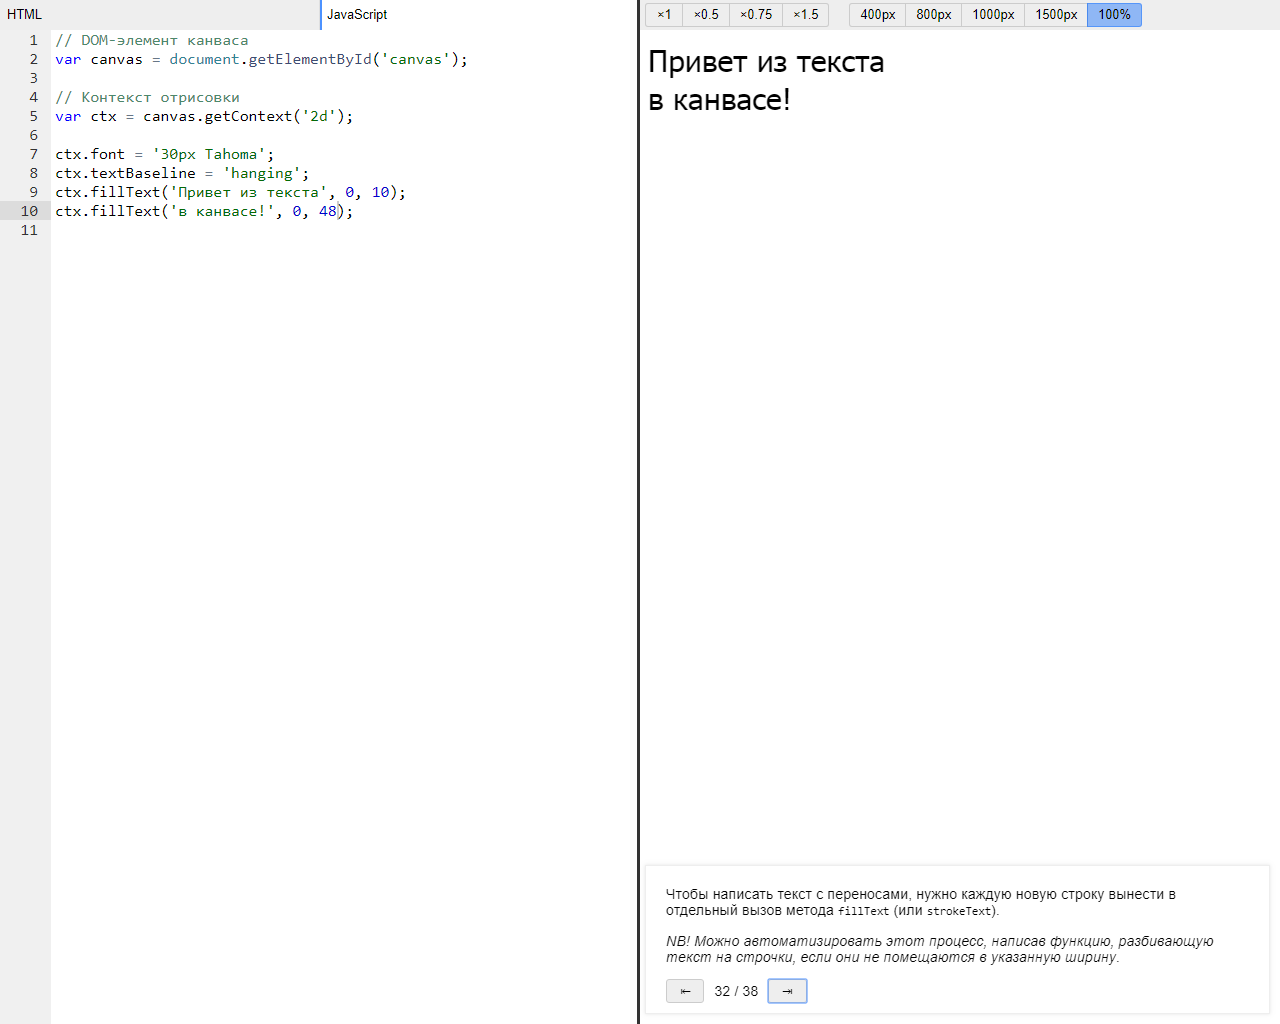 HTML
JavaScript
×1 ×0.5 ×0.75 ×1.5 400px 800px 1000px 1500px 100%
1 // DOM-элемент канваса
2 var canvas = document.getElementById('canvas');
3
4 // Контекст отрисовки
5 var ctx = canvas.getContext('2d');
6
7 ctx.font = '30px Tahoma';
8 ctx.textBaseline = 'hanging';
9 ctx.fillText('Привет из текста', 0, 10);
10 ctx.fillText('в канвасе!', 0, 48);
11
Привет из текста
в канвасе!
Чтобы написать текст с переносами, нужно каждую новую строку вынести в
отдельный вызов метода fillText (или strokeText).
NB! Можно автоматизировать этот процесс, написав функцию, разбивающую
текст на строчки, если они не помещаются в указанную ширину.
⇤ 32 / 38 ⇥